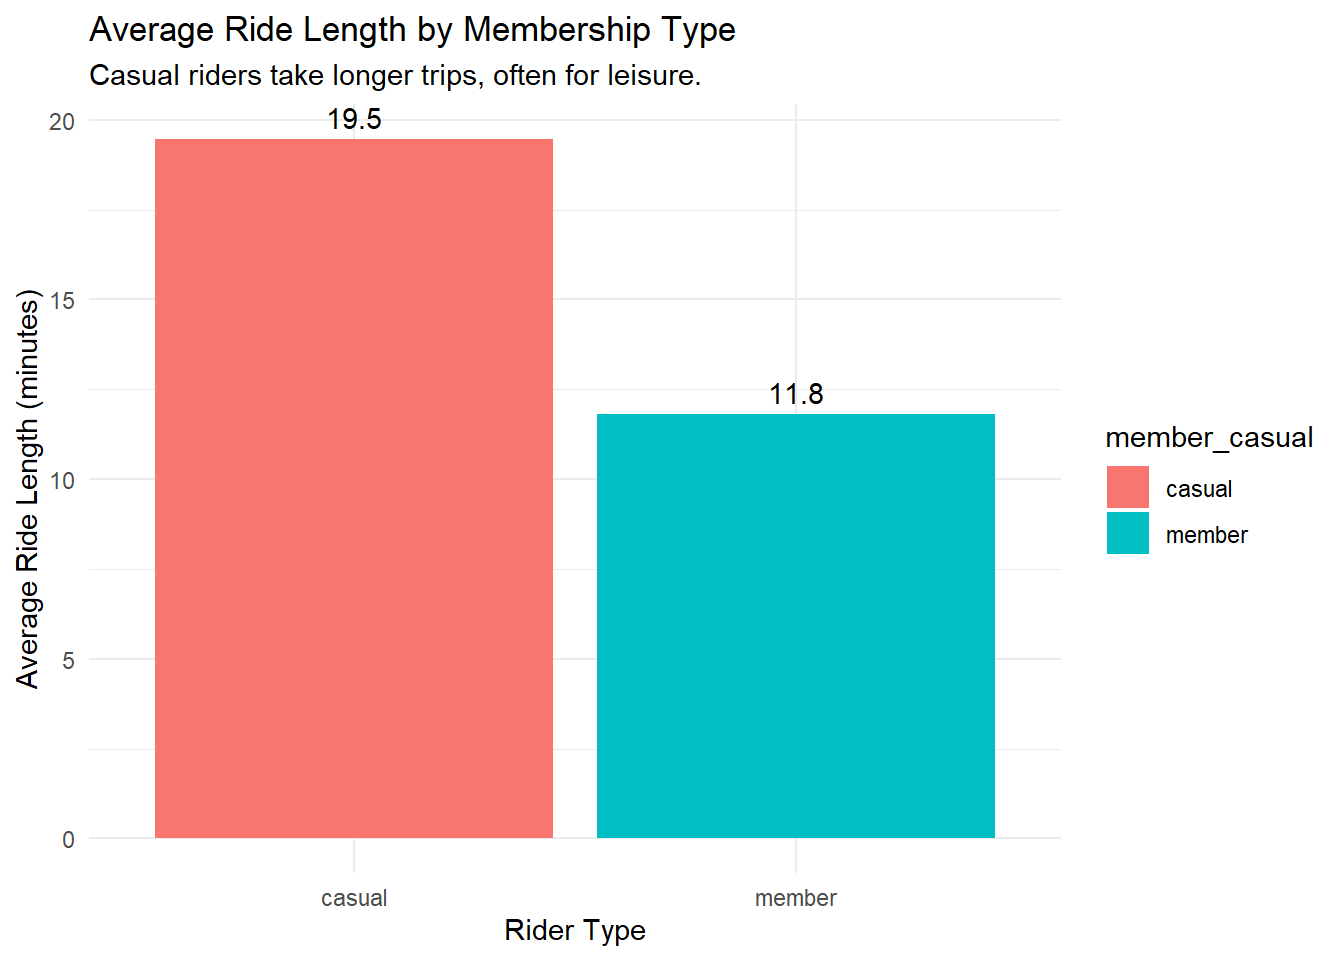 Average Ride Length by Membership Type
Casual riders take longer trips, often for leisure.
Average Ride Length (minutes)
20
15
10
5
0
19.5
11.8
casual
member
Rider Type
member_casual
casual
member